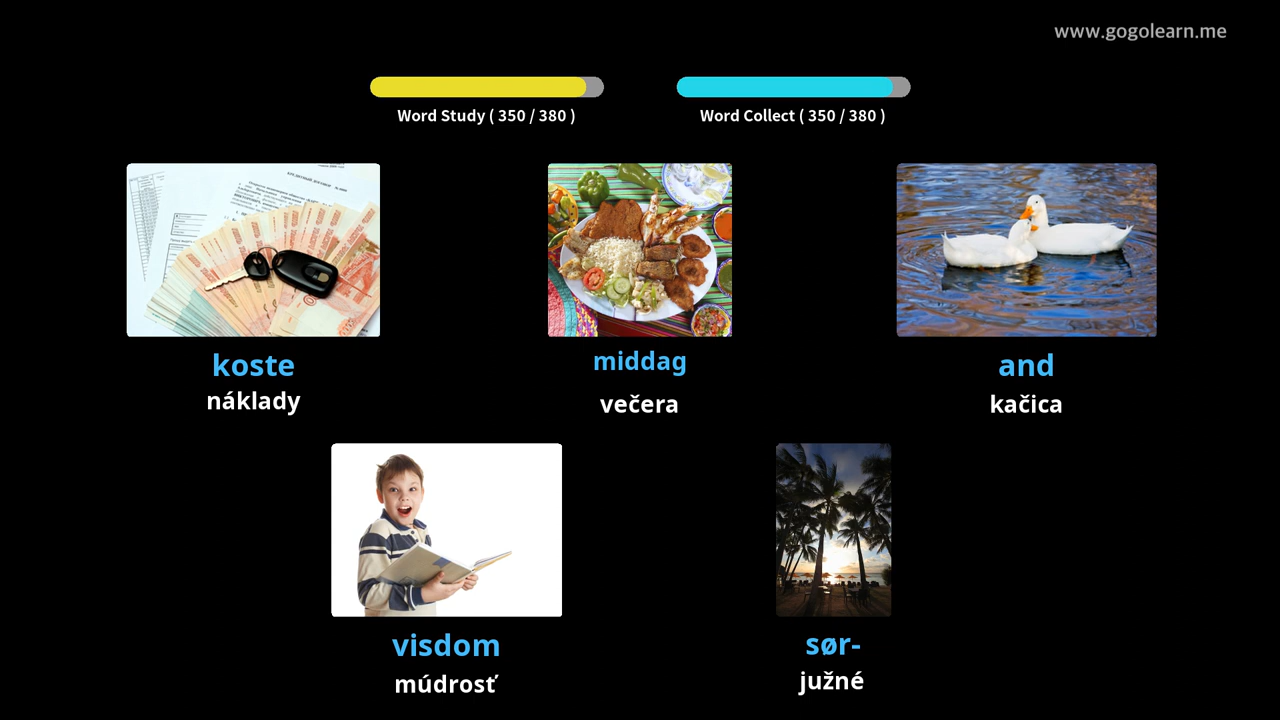 www.gogolearn.me
Word Study ( 350 / 380 )
Word Collect ( 350 / 380 )
koste
náklady
middag
večera
and
kačica
visdom
múdrosť
sør-
južné